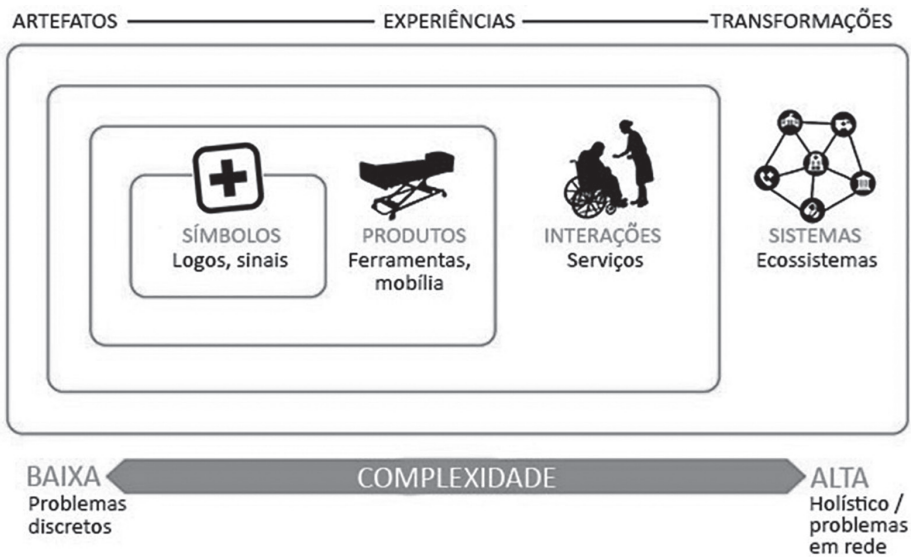 ARTEFATOS EXPERIÊNCIAS TRANSFORMAÇÕES
SÍMBOLOS
Logos, sinais
PRODUTOS
Ferramentas,
mobília
INTERAÇÕES
Serviços
SISTEMAS
Ecossistemas
BAIXA
Problemas
discretos
COMPLEXIDADE
ALTA
Holístico /
problemas
em rede